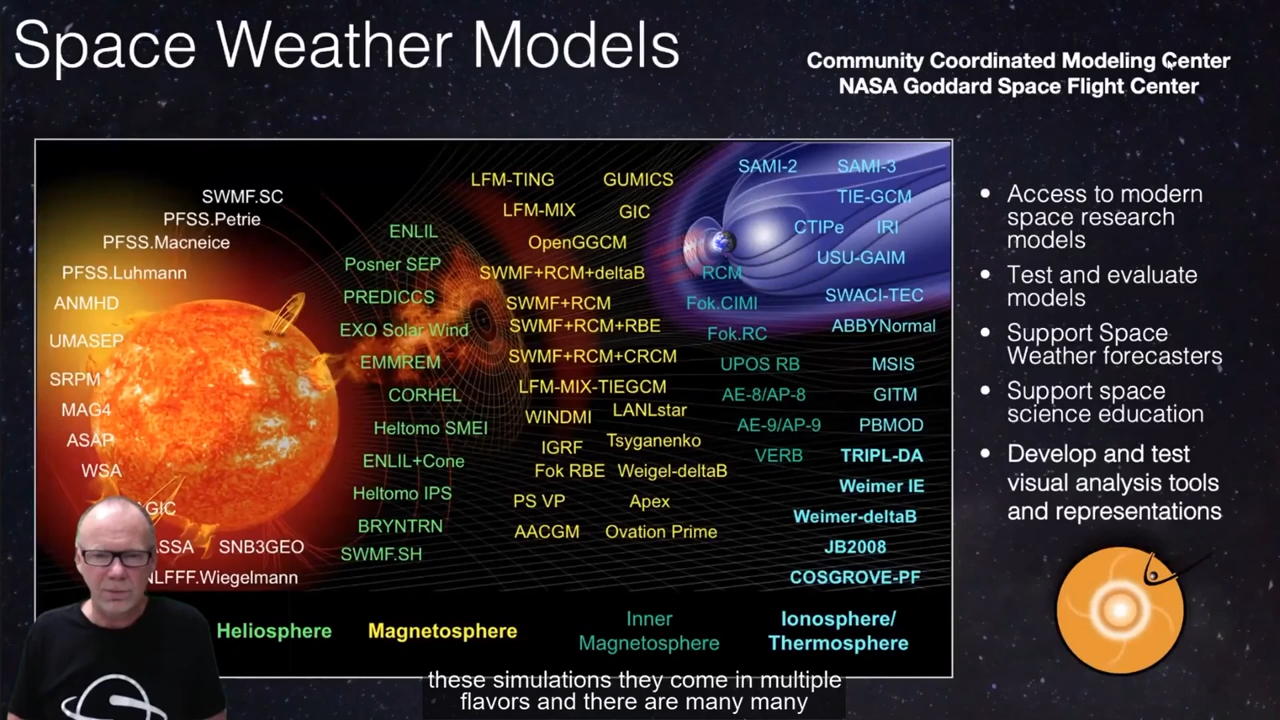 Space Weather Models
Community Coordinated Modeling Center
NASA Goddard Space Flight Center
SWMF.SC
PFSS.Petrie
PFSS.Macneice
PFSS.Luhmann
ANMHD
UMASEP
SRPM
MAG4
ASAP
WSA
SNB3GEO
NLFFF.Wiegelmann
ENLIL
Posner SEP
PREDICCS
EXO Solar Wind
EMMREM
CORHEL
Heltomo SMEI
ENLIL+Cone
Heltomo IPS
BRYNTRN
SWMF.SH
LFM-TING GUMICS
LFM-MIX GIC
OpenGGCM
SWMF+RCM+deltaB
SWMF+RCM
SWMF+RCM+RBE
SWMF+RCM+CRCM
LFM-MIX-TIEGCM
WINDMI LANLstar
IGRF Tsyganenko
Fok RBE Weigel-deltaB
PS VP Apex
AACGM Ovation Prime
RCM
Fok.CIMI
Fok.RC
UPOS RB
AE-8/AP-8
AE-9/AP-9
VERB
SAMI-2 SAMI-3
TIE-GCM
CTIPe IRI
USU-GAIM
SWACI-TEC
ABBYNormal
MSIS
GITM
PBMOD
TRIPL-DA
Weimer IE
Weimer-deltaB
JB2008
COSGROVE-PF
Heliosphere
Magnetosphere
Inner
Magnetosphere
Ionosphere/
Thermosphere
• Access to modern
space research
models
• Test and evaluate
models
• Support Space
Weather forecasters
• Support space
science education
• Develop and test
visual analysis tools
and representations
these simulations they come in multiple
flavors and there are many many